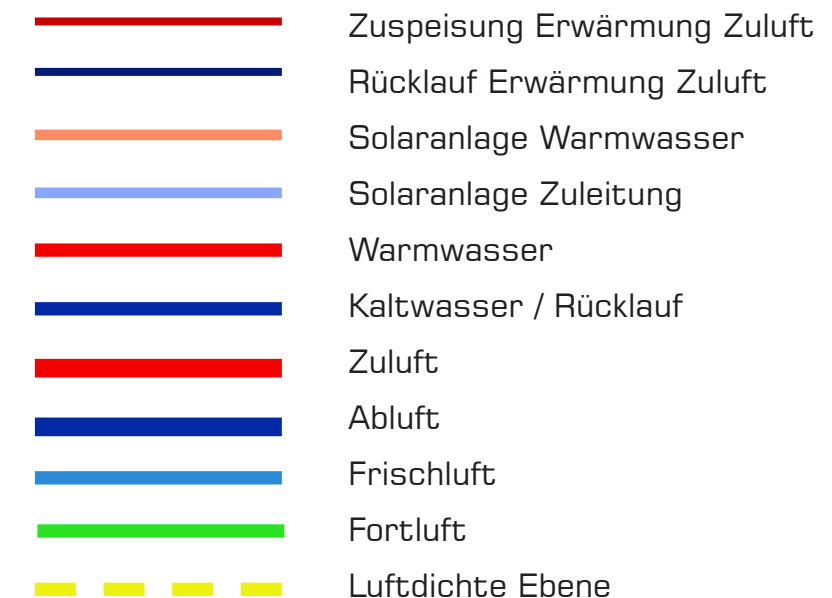 Zuspeisung Erwärmung Zuluft
Rücklauf Erwärmung Zuluft
Solaranlage Warmwasser
Solaranlage Zuleitung
Warmwasser
Kaltwasser / Rücklauf
Zuluft
Abluft
Frischluft
Fortluft
Luftdichte Ebene